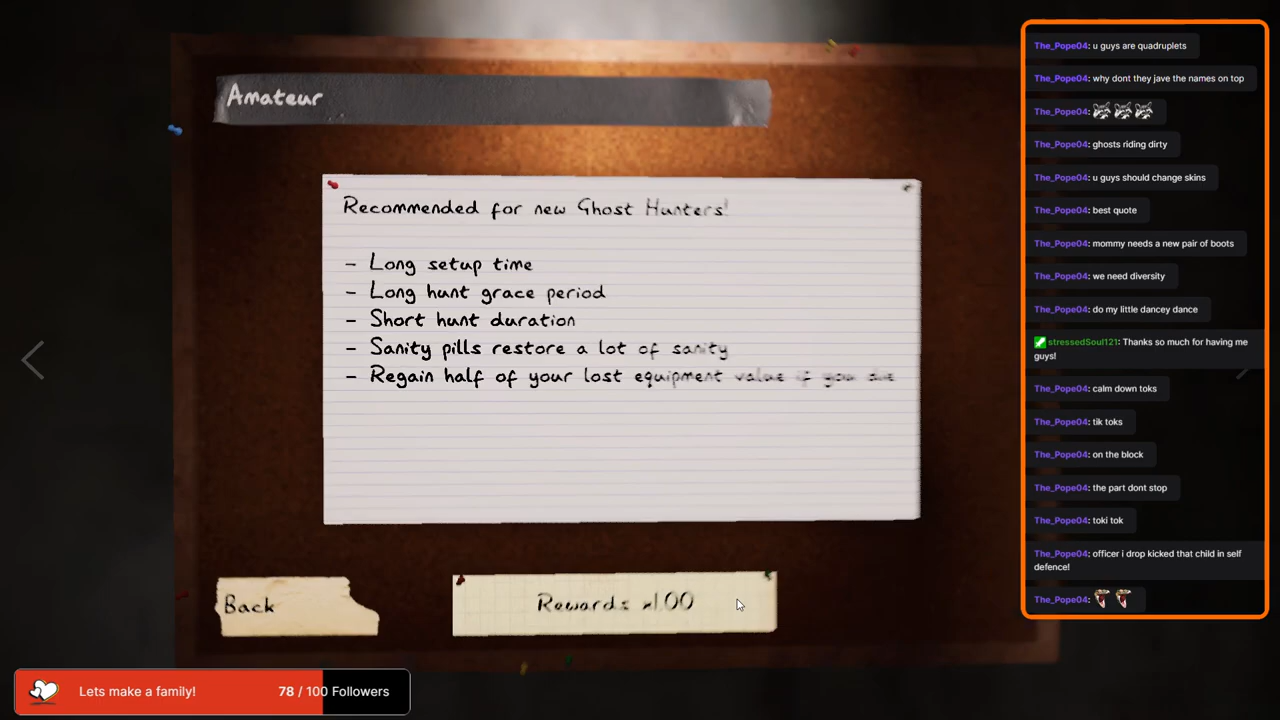 Amateur
Recommended for new Ghost Hunters!
- Long setup time
- Long hunt grace period
- Short hunt duration
- Sanity pills restore a lot of sanity
- Regain half of your lost equipment value if you die
Back
Rewards x1.00
Lets make a family!
78 / 100 Followers
The_Pope04: u guys are quadruplets
The_Pope04: why dont they jave the names on top
The_Pope04:
The_Pope04: ghosts riding dirty
The_Pope04: u guys should change skins
The_Pope04: best quote
The_Pope04: mommy needs a new pair of boots
The_Pope04: we need diversity
The_Pope04: do my little dancey dance
stressedSoul121: Thanks so much for having me
guys!
The_Pope04: calm down toks
The_Pope04: tik toks
The_Pope04: on the block
The_Pope04: the part dont stop
The_Pope04: toki tok
The_Pope04: officer i drop kicked that child in self
defence!
The_Pope04: